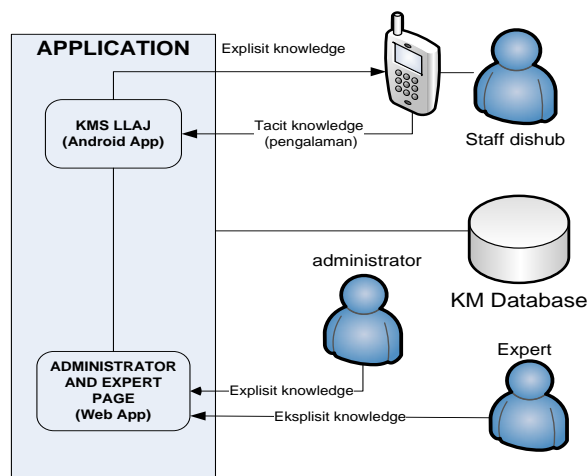 APPLICATION
Explisit knowledge
KMS LLAJ
(Android App)
Tacit knowledge
(pengalaman)
Staff dishub
administrator
KM Database
Expert
ADMINISTRATOR
AND EXPERT
PAGE
(Web App)
Explisit knowledge
Eksplisit knowledge